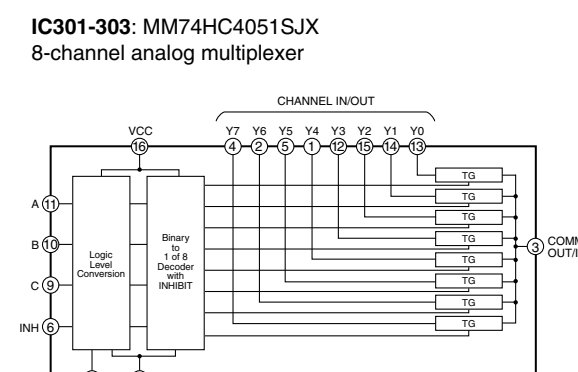 IC301-303: MM74HC4051SJX
8-channel analog multiplexer
CHANNEL IN/OUT
VCC Y7 Y6 Y5 Y4 Y3 Y2 Y1 Y0
16 4 2 5 1 12 15 14 13
TG
TG
TG
TG
TG
TG
TG
TG
A 11
B 10
C 9
INH 6
Logic
Level
Conversion
Binary
to
1 of 8
Decoder
with
INHIBIT
3
OUT/